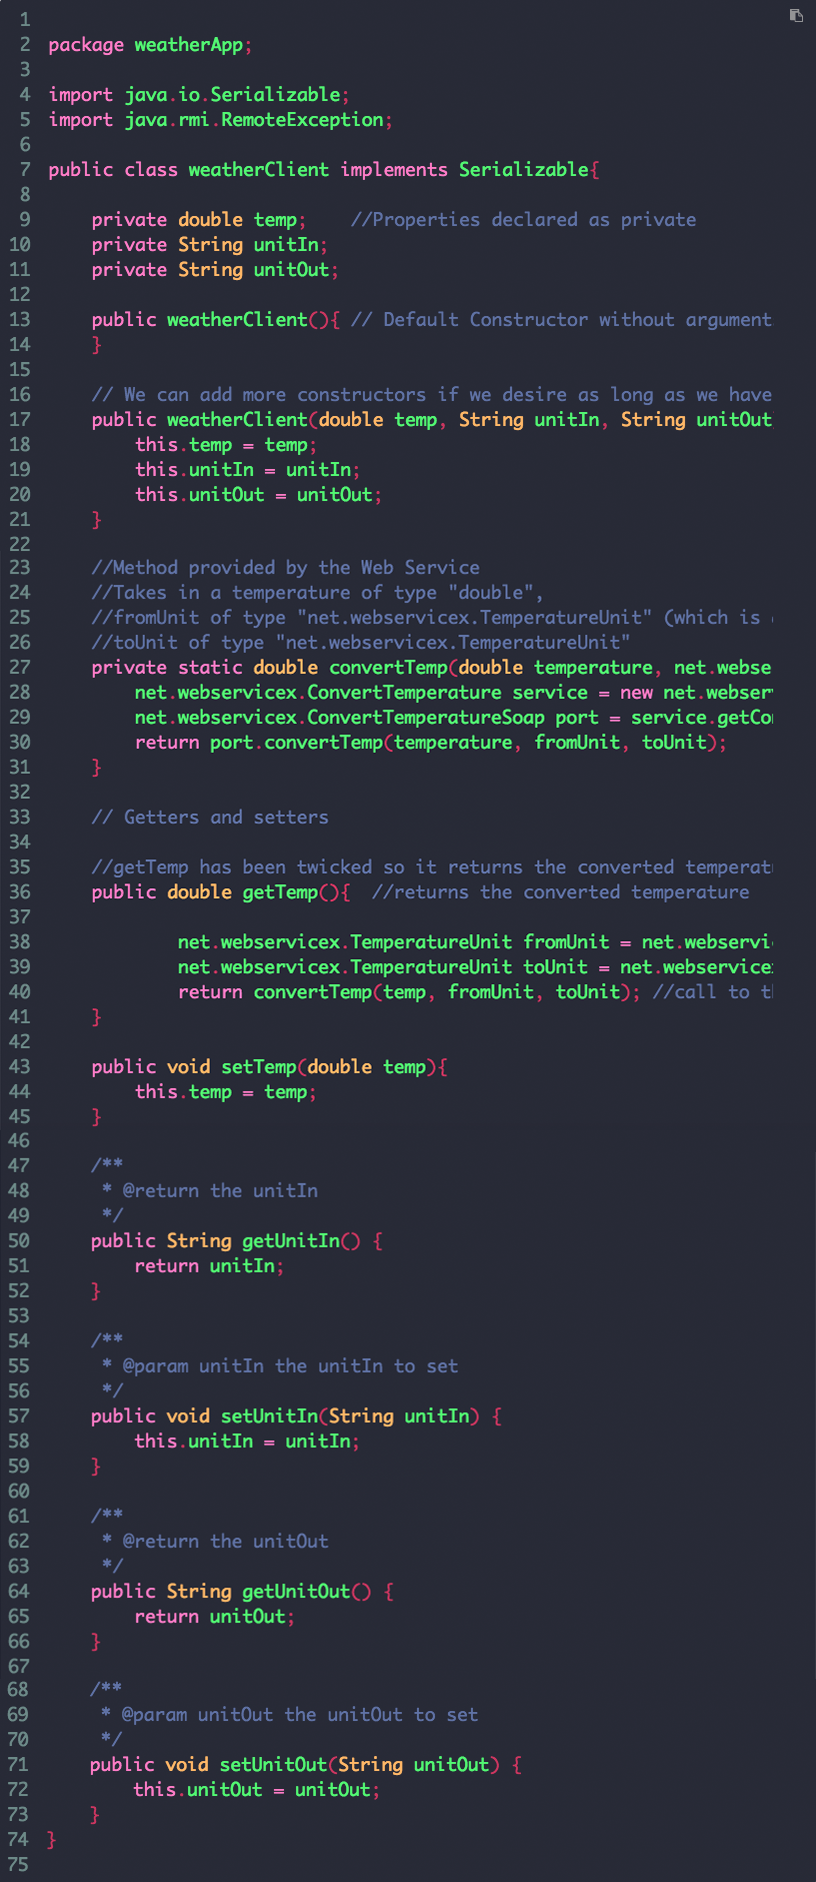 1
2 package weatherApp;
3
4 import java.io.Serializable;
5 import java.rmi.RemoteException;
6
7 public class weatherClient implements Serializable{
8
9     private double temp;    //Properties declared as private
10     private String unitIn;
11     private String unitOut;
12
13     public weatherClient(){ // Default Constructor without argument
14     }
15
16     // We can add more constructors if we desire as long as we have
17     public weatherClient(double temp, String unitIn, String unitOut
18         this.temp = temp;
19         this.unitIn = unitIn;
20         this.unitOut = unitOut;
21     }
22
23     //Method provided by the Web Service
24     //Takes in a temperature of type "double",
25     //fromUnit of type "net.webservicex.TemperatureUnit" (which is
26     //toUnit of type "net.webservicex.TemperatureUnit"
27     private static double convertTemp(double temperature, net.webse
28         net.webservicex.ConvertTemperature service = new net.webser
29         net.webservicex.ConvertTemperatureSoap port = service.getCo
30         return port.convertTemp(temperature, fromUnit, toUnit);
31     }
32
33     // Getters and setters
34
35     //getTemp has been twicked so it returns the converted temperat
36     public double getTemp(){  //returns the converted temperature
37
38             net.webservicex.TemperatureUnit fromUnit = net.webservi
39             net.webservicex.TemperatureUnit toUnit = net.webservice
40             return convertTemp(temp, fromUnit, toUnit); //call to t
41     }
42
43     public void setTemp(double temp){
44         this.temp = temp;
45     }
46
47     /**
48      * @return the unitIn
49      */
50     public String getUnitIn() {
51         return unitIn;
52     }
53
54     /**
55      * @param unitIn the unitIn to set
56      */
57     public void setUnitIn(String unitIn) {
58         this.unitIn = unitIn;
59     }
60
61     /**
62      * @return the unitOut
63      */
64     public String getUnitOut() {
65         return unitOut;
66     }
67
68     /**
69      * @param unitOut the unitOut to set
70      */
71     public void setUnitOut(String unitOut) {
72         this.unitOut = unitOut;
73     }
74 }
75